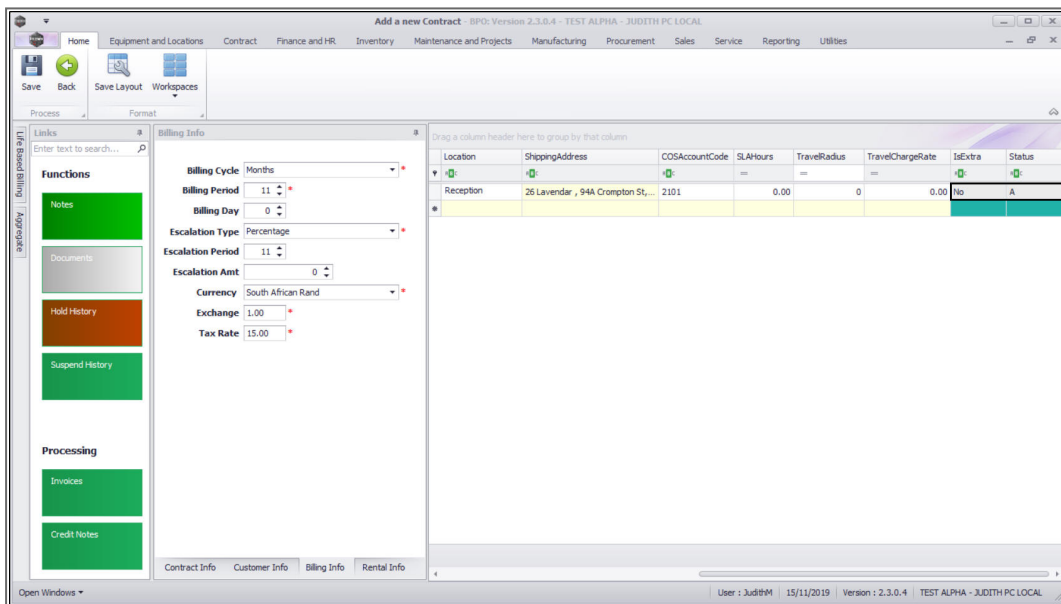 Add a new Contract - BPO: Version 2.3.0.4 - TEST ALPHA - JUDITH PC LOCAL
Home Equipment and Locations Contract Finance and HR Inventory Maintenance and Projects Manufacturing Procurement Sales Service Reporting Utilities
Save Back Save Layout Workspaces
Process Format
Life Based Billing
Aggregate
Links
Enter text to search...
Functions
Notes
Documents
Hold History
Suspend History
Processing
Invoices
Credit Notes
Billing Info
Billing Cycle Months *
Billing Period 11 *
Billing Day 0
Escalation Type Percentage *
Escalation Period 11
Escalation Amt 0
Currency South African Rand *
Exchange 1.00 *
Tax Rate 15.00 *
Contract Info Customer Info Billing Info Rental Info
Drag a column header here to group by that column
Location ShippingAddress COSAccountCode SLAHours TravelRadius TravelChargeRate IsExtra Status
= = =
Reception 26 Lavendar , 94A Crompton St,... 2101 0.00 0 0.00 No A
Open Windows
User : JudithM 15/11/2019 Version : 2.3.0.4 TEST ALPHA - JUDITH PC LOCAL